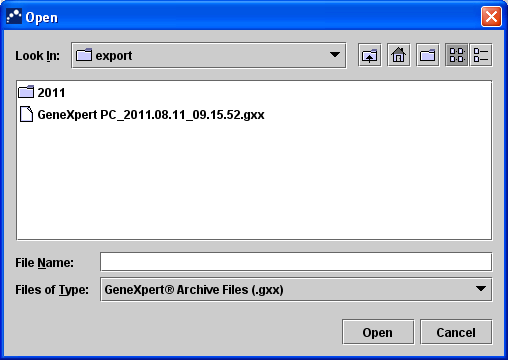 Open
Look In: export
2011
GeneXpert PC_2011.08.11_09.15.52.gxx
File Name:
Files of Type: GeneXpert® Archive Files (.gxx)
Open Cancel